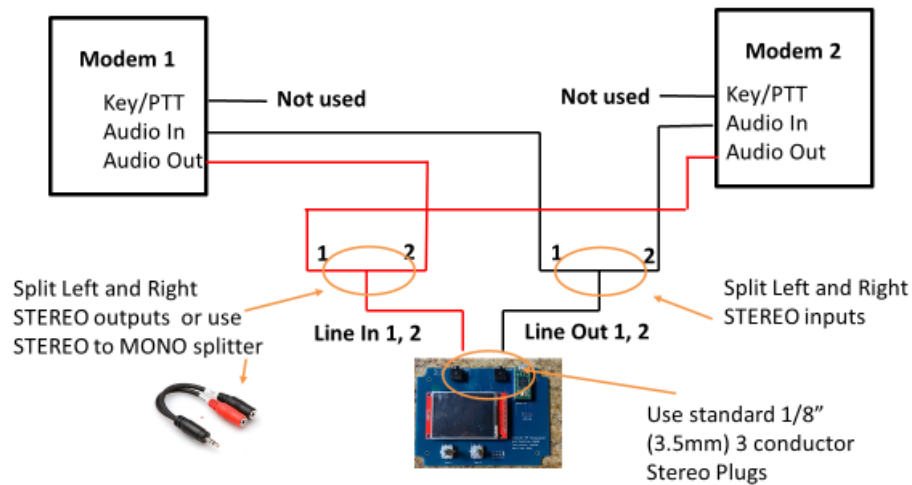 Modem 1
Key/PTT
Audio In
Audio Out
Not used
Modem 2
Not used
Key/PTT
Audio In
Audio Out
1
2
1
2
Split Left and Right
STEREO outputs or use
STEREO to MONO splitter
Line In 1, 2
Line Out 1, 2
Split Left and Right
STEREO inputs
Use standard 1/8”
(3.5mm) 3 conductor
Stereo Plugs